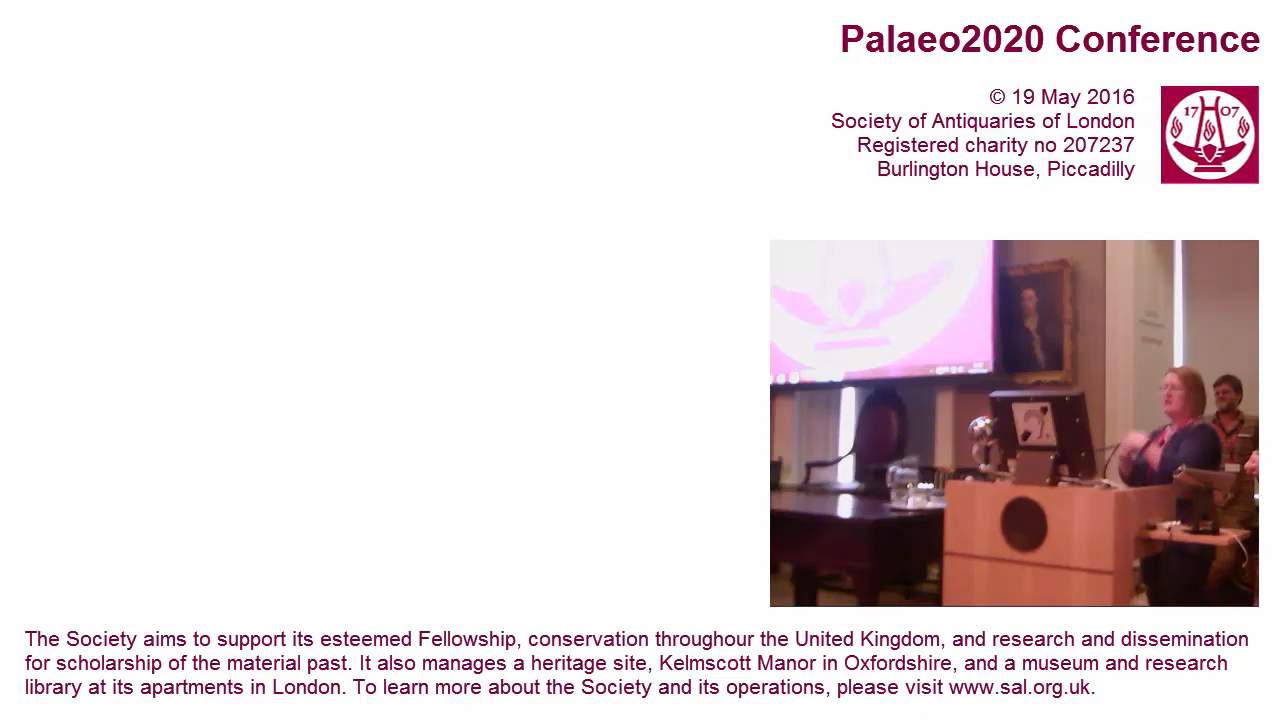 Palaeo2020 Conference
© 19 May 2016
Society of Antiquaries of London
Registered charity no 207237
Burlington House, Piccadilly
17 07
The Society aims to support its esteemed Fellowship, conservation throughour the United Kingdom, and research and dissemination
for scholarship of the material past. It also manages a heritage site, Kelmscott Manor in Oxfordshire, and a museum and research
library at its apartments in London. To learn more about the Society and its operations, please visit www.sal.org.uk.